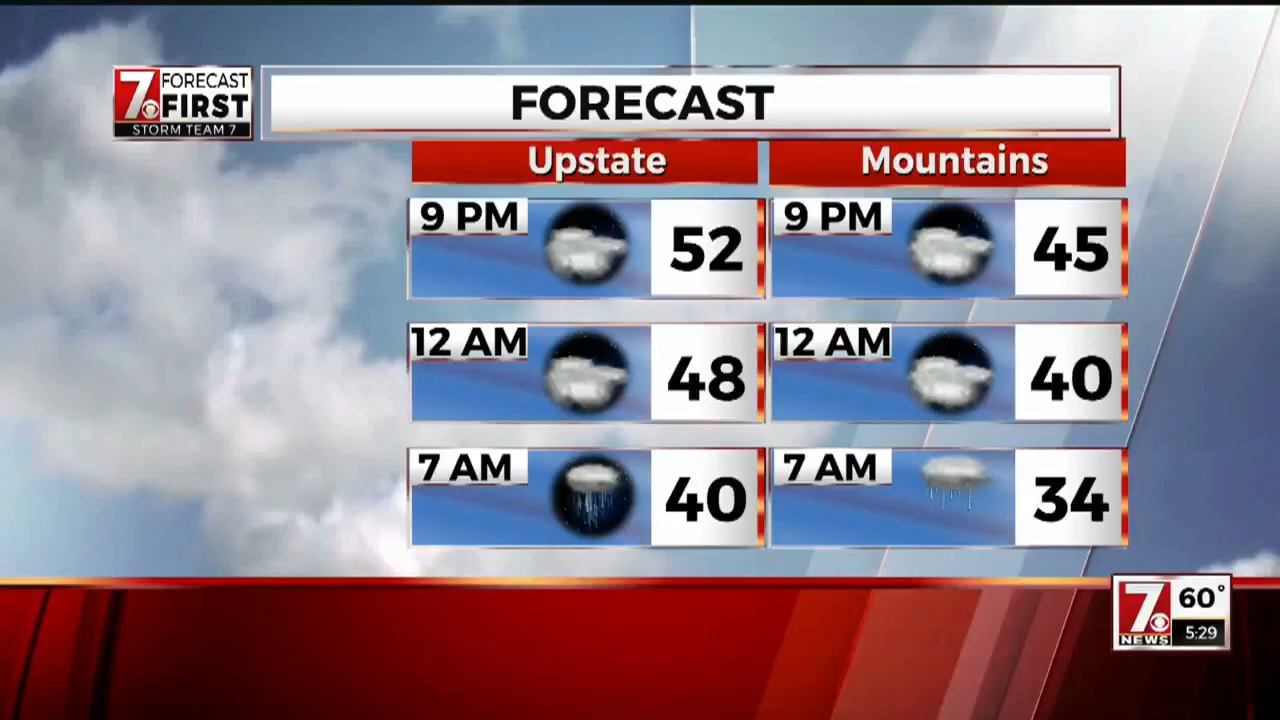 7 FORECAST
FIRST
STORM TEAM 7
FORECAST
Upstate
Mountains
9 PM 52
9 PM 45
12 AM 48
12 AM 40
7 AM 40
7 AM 34
7 60°
NEWS 5:29